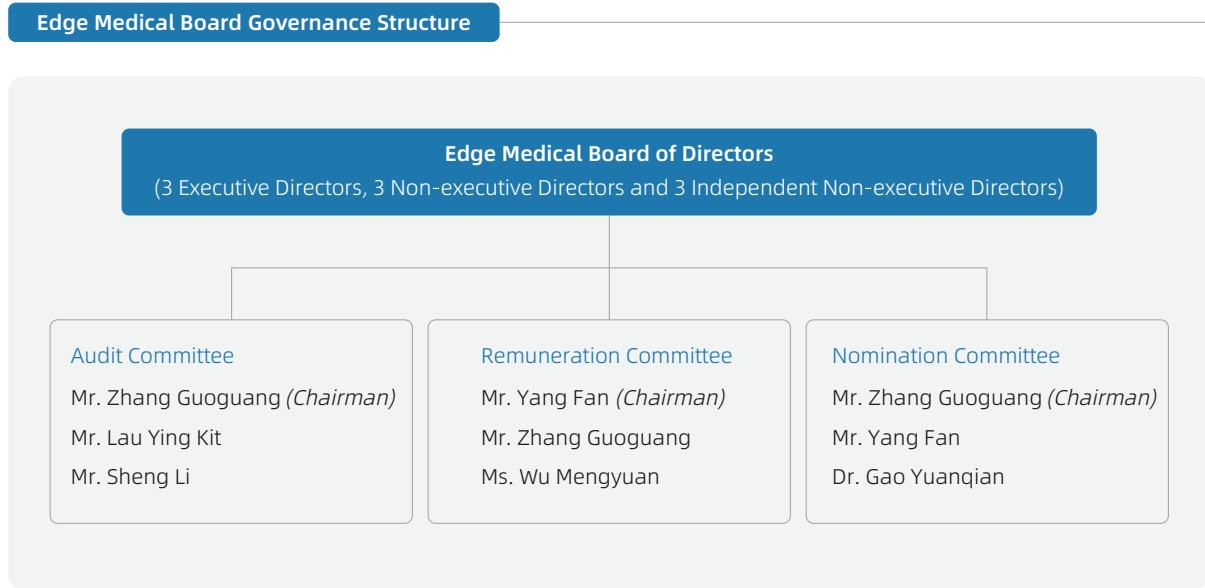 Edge Medical Board Governance Structure
Edge Medical Board of Directors
(3 Executive Directors, 3 Non-executive Directors and 3 Independent Non-executive Directors)
Audit Committee
Mr. Zhang Guoguang (Chairman)
Mr. Lau Ying Kit
Mr. Sheng Li
Remuneration Committee
Mr. Yang Fan (Chairman)
Mr. Zhang Guoguang
Ms. Wu Mengyuan
Nomination Committee
Mr. Zhang Guoguang (Chairman)
Mr. Yang Fan
Dr. Gao Yuanqian